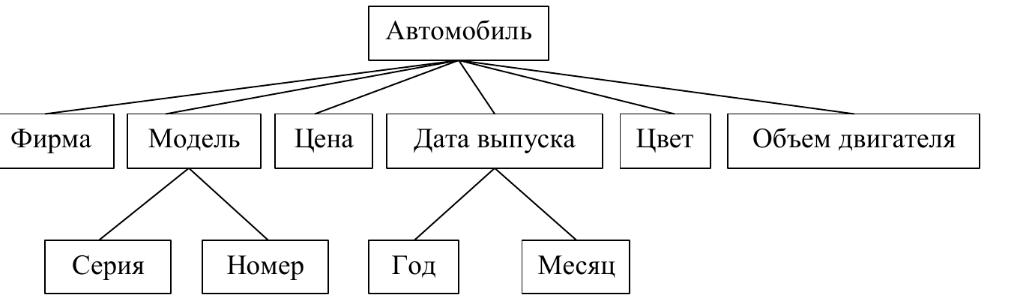 Автомобиль
Фирма
Модель
Цена
Дата выпуска
Цвет
Объем двигателя
Серия
Номер
Год
Месяц